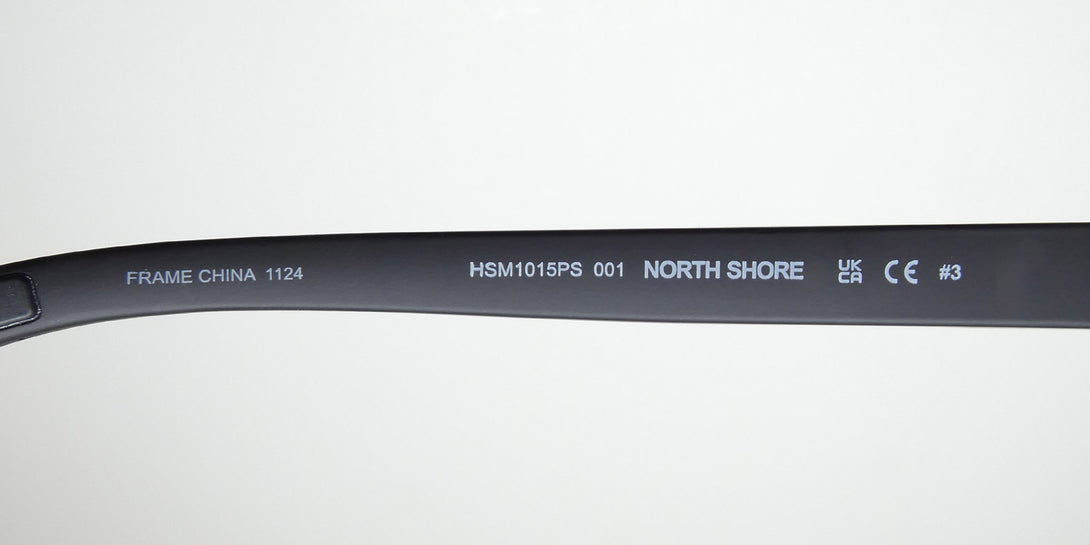 FRAME CHINA 1124 HSM1015PS 001 NORTH SHORE UK CA CE #3